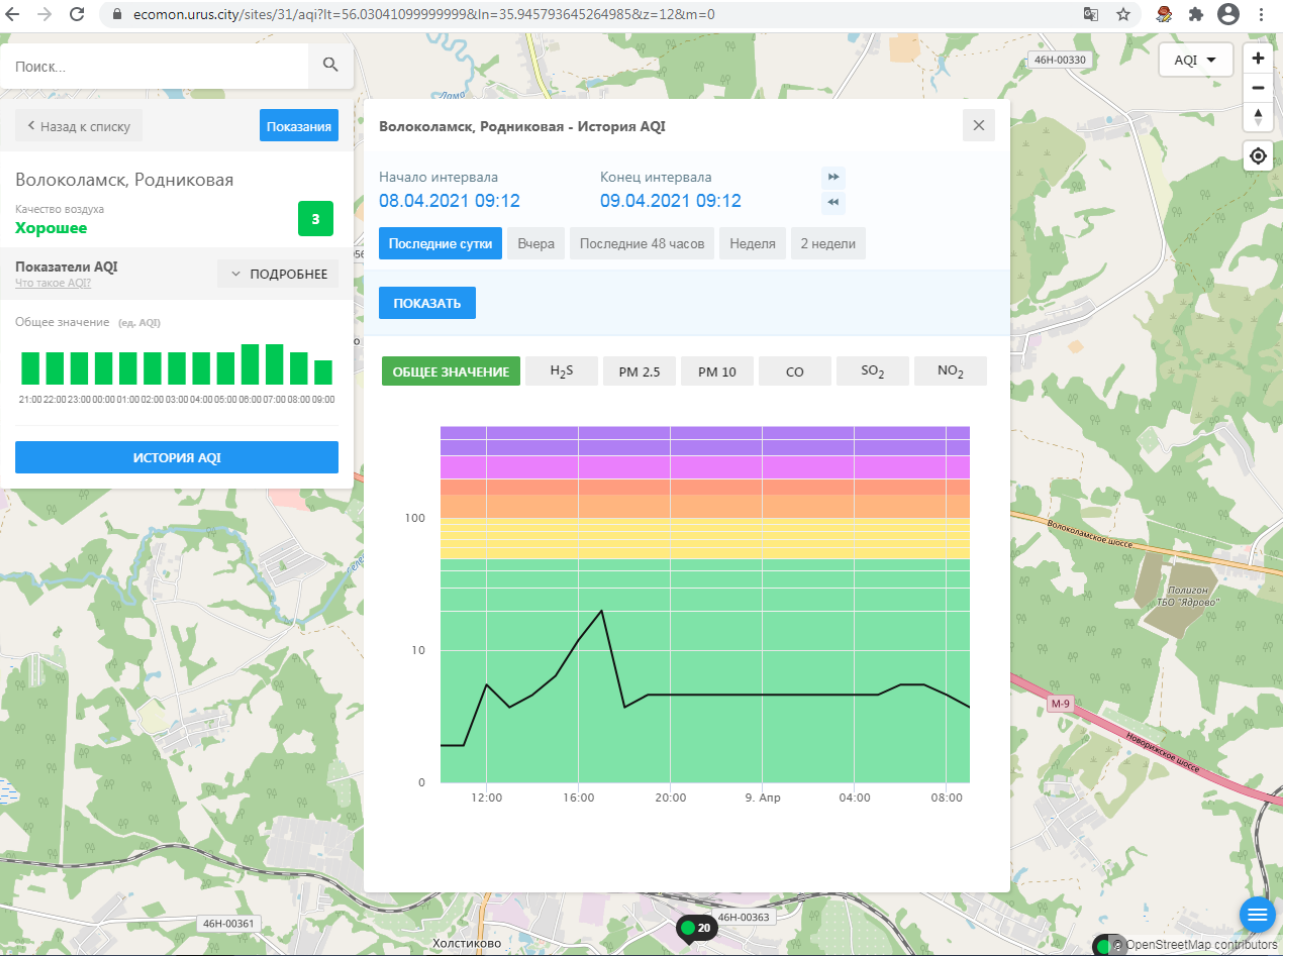 ecomon.urus.city/sites/31/aqi?lt=56.03041099999999&ln=35.945793645264985&z=12&m=0
Поиск...
46Н-00330
AQI
Назад к списку
Показания
Волоколамск, Родниковая - История AQI
Волоколамск, Родниковая
Качество воздуха
Хорошее
3
Начало интервала
Конец интервала
08.04.2021 09:12
09.04.2021 09:12
Последние сутки
Вчера
Последние 48 часов
Неделя
2 недели
Показатели AQI
Что такое AQI?
ПОДРОБНЕЕ
ПОКАЗАТЬ
Общее значение (ед. AQI)
21:00 22:00 23:00 00:00 01:00 02:00 03:00 04:00 05:00 06:00 07:00 08:00 09:00
ИСТОРИЯ AQI
ОБЩЕЕ ЗНАЧЕНИЕ
H2S
PM 2.5
PM 10
CO
SO2
NO2
100
10
0
12:00
16:00
20:00
9. Апр
04:00
08:00
Лама
Волоколамское шоссе
Полигон
ТБО "Ядрово"
М-9
Новорижское шоссе
46Н-00361
46Н-00363
20
Холстиково
© OpenStreetMap contributors